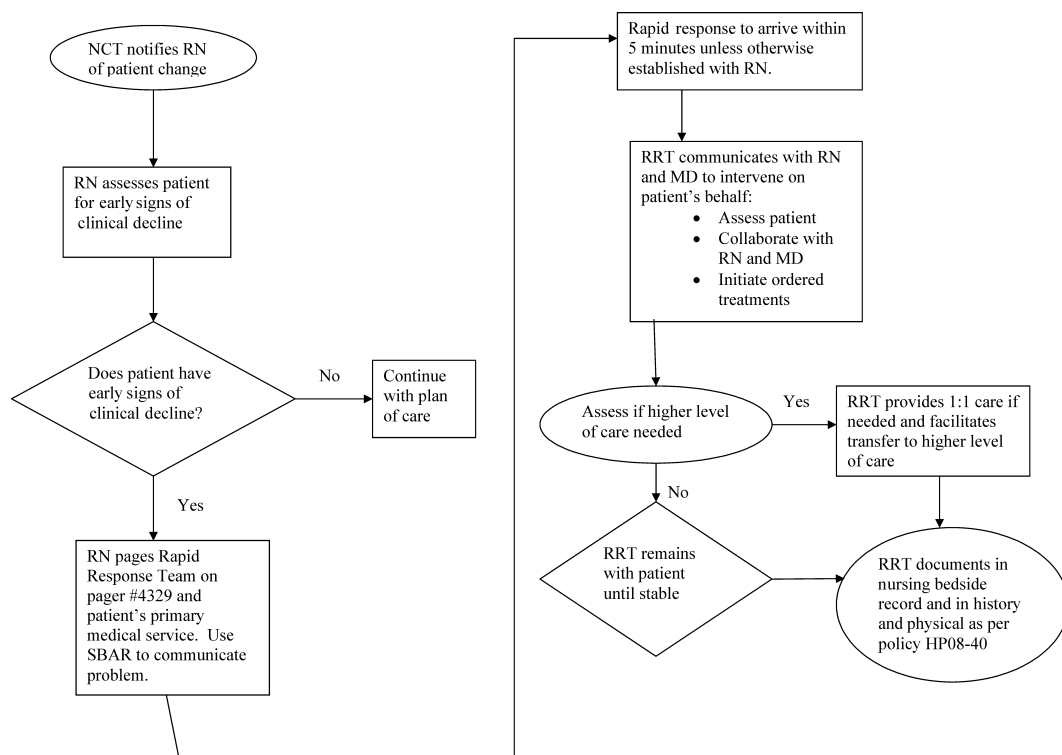 NCT notifies RN
of patient change
RN assesses patient
for early signs of
clinical decline
Does patient have
early signs of
clinical decline?
No
Continue
with plan
of care
Yes
RN pages Rapid
Response Team on
pager #4329 and
patient’s primary
medical service.  Use
SBAR to communicate
problem.
Rapid response to arrive within
5 minutes unless otherwise
established with RN.
RRT communicates with RN
and MD to intervene on
patient’s behalf:
• Assess patient
• Collaborate with
RN and MD
• Initiate ordered
treatments
Assess if higher level
of care needed
Yes
RRT provides 1:1 care if
needed and facilitates
transfer to higher level
of care
No
RRT remains
with patient
until stable
RRT documents in
nursing bedside
record and in history
and physical as per
policy HP08-40